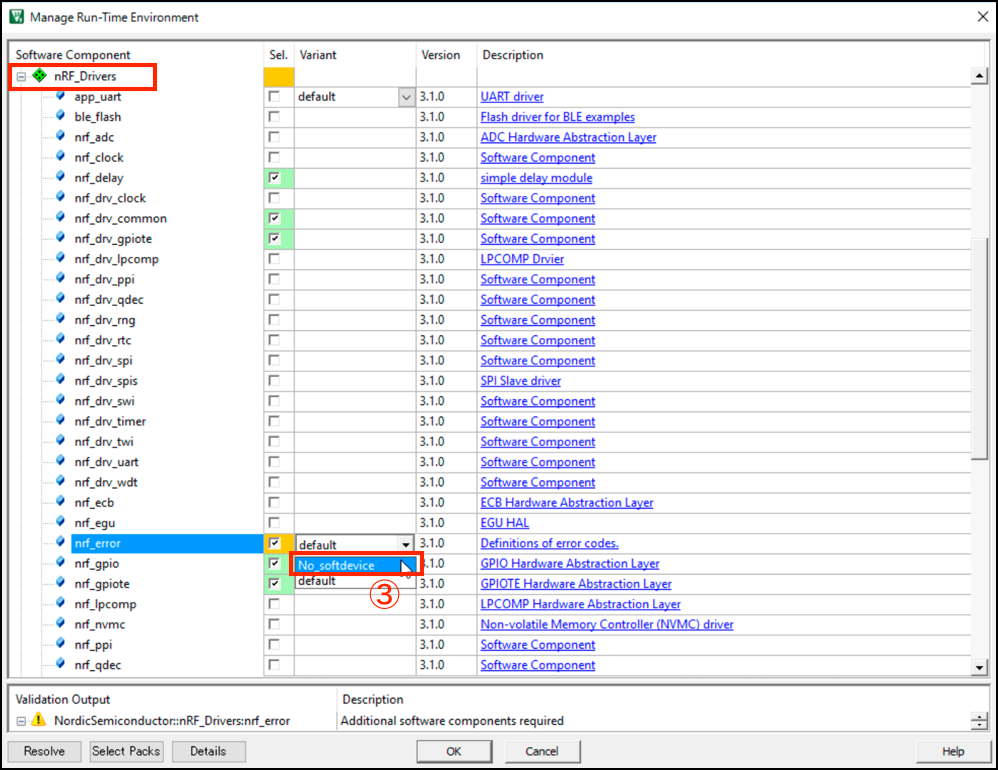 Manage Run-Time Environment
Software Component Sel. Variant Version Description
nRF_Drivers
app_uart default 3.1.0 UART driver
ble_flash 3.1.0 Flash driver for BLE examples
nrf_adc 3.1.0 ADC Hardware Abstraction Layer
nrf_clock 3.1.0 Software Component
nrf_delay 3.1.0 simple delay module
nrf_drv_clock 3.1.0 Software Component
nrf_drv_common 3.1.0 Software Component
nrf_drv_gpiote 3.1.0 Software Component
nrf_drv_lpcomp 3.1.0 LPCOMP Drvier
nrf_drv_ppi 3.1.0 Software Component
nrf_drv_qdec 3.1.0 Software Component
nrf_drv_rng 3.1.0 Software Component
nrf_drv_rtc 3.1.0 Software Component
nrf_drv_spi 3.1.0 Software Component
nrf_drv_spis 3.1.0 SPI Slave driver
nrf_drv_swi 3.1.0 Software Component
nrf_drv_timer 3.1.0 Software Component
nrf_drv_twi 3.1.0 Software Component
nrf_drv_uart 3.1.0 Software Component
nrf_drv_wdt 3.1.0 Software Component
nrf_ecb 3.1.0 ECB Hardware Abstraction Layer
nrf_egu 3.1.0 EGU HAL
nrf_error default 3.1.0 Definitions of error codes.
nrf_gpio No_softdevice 3.1.0 GPIO Hardware Abstraction Layer
nrf_gpiote default 3.1.0 GPIOTE Hardware Abstraction Layer
③
nrf_lpcomp 3.1.0 LPCOMP Hardware Abstraction Layer
nrf_nvmc 3.1.0 Non-volatile Memory Controller (NVMC) driver
nrf_ppi 3.1.0 Software Component
nrf_qdec 3.1.0 Software Component
Validation Output Description
NordicSemiconductor::nRF_Drivers:nrf_error Additional software components required
Resolve Select Packs Details OK Cancel Help